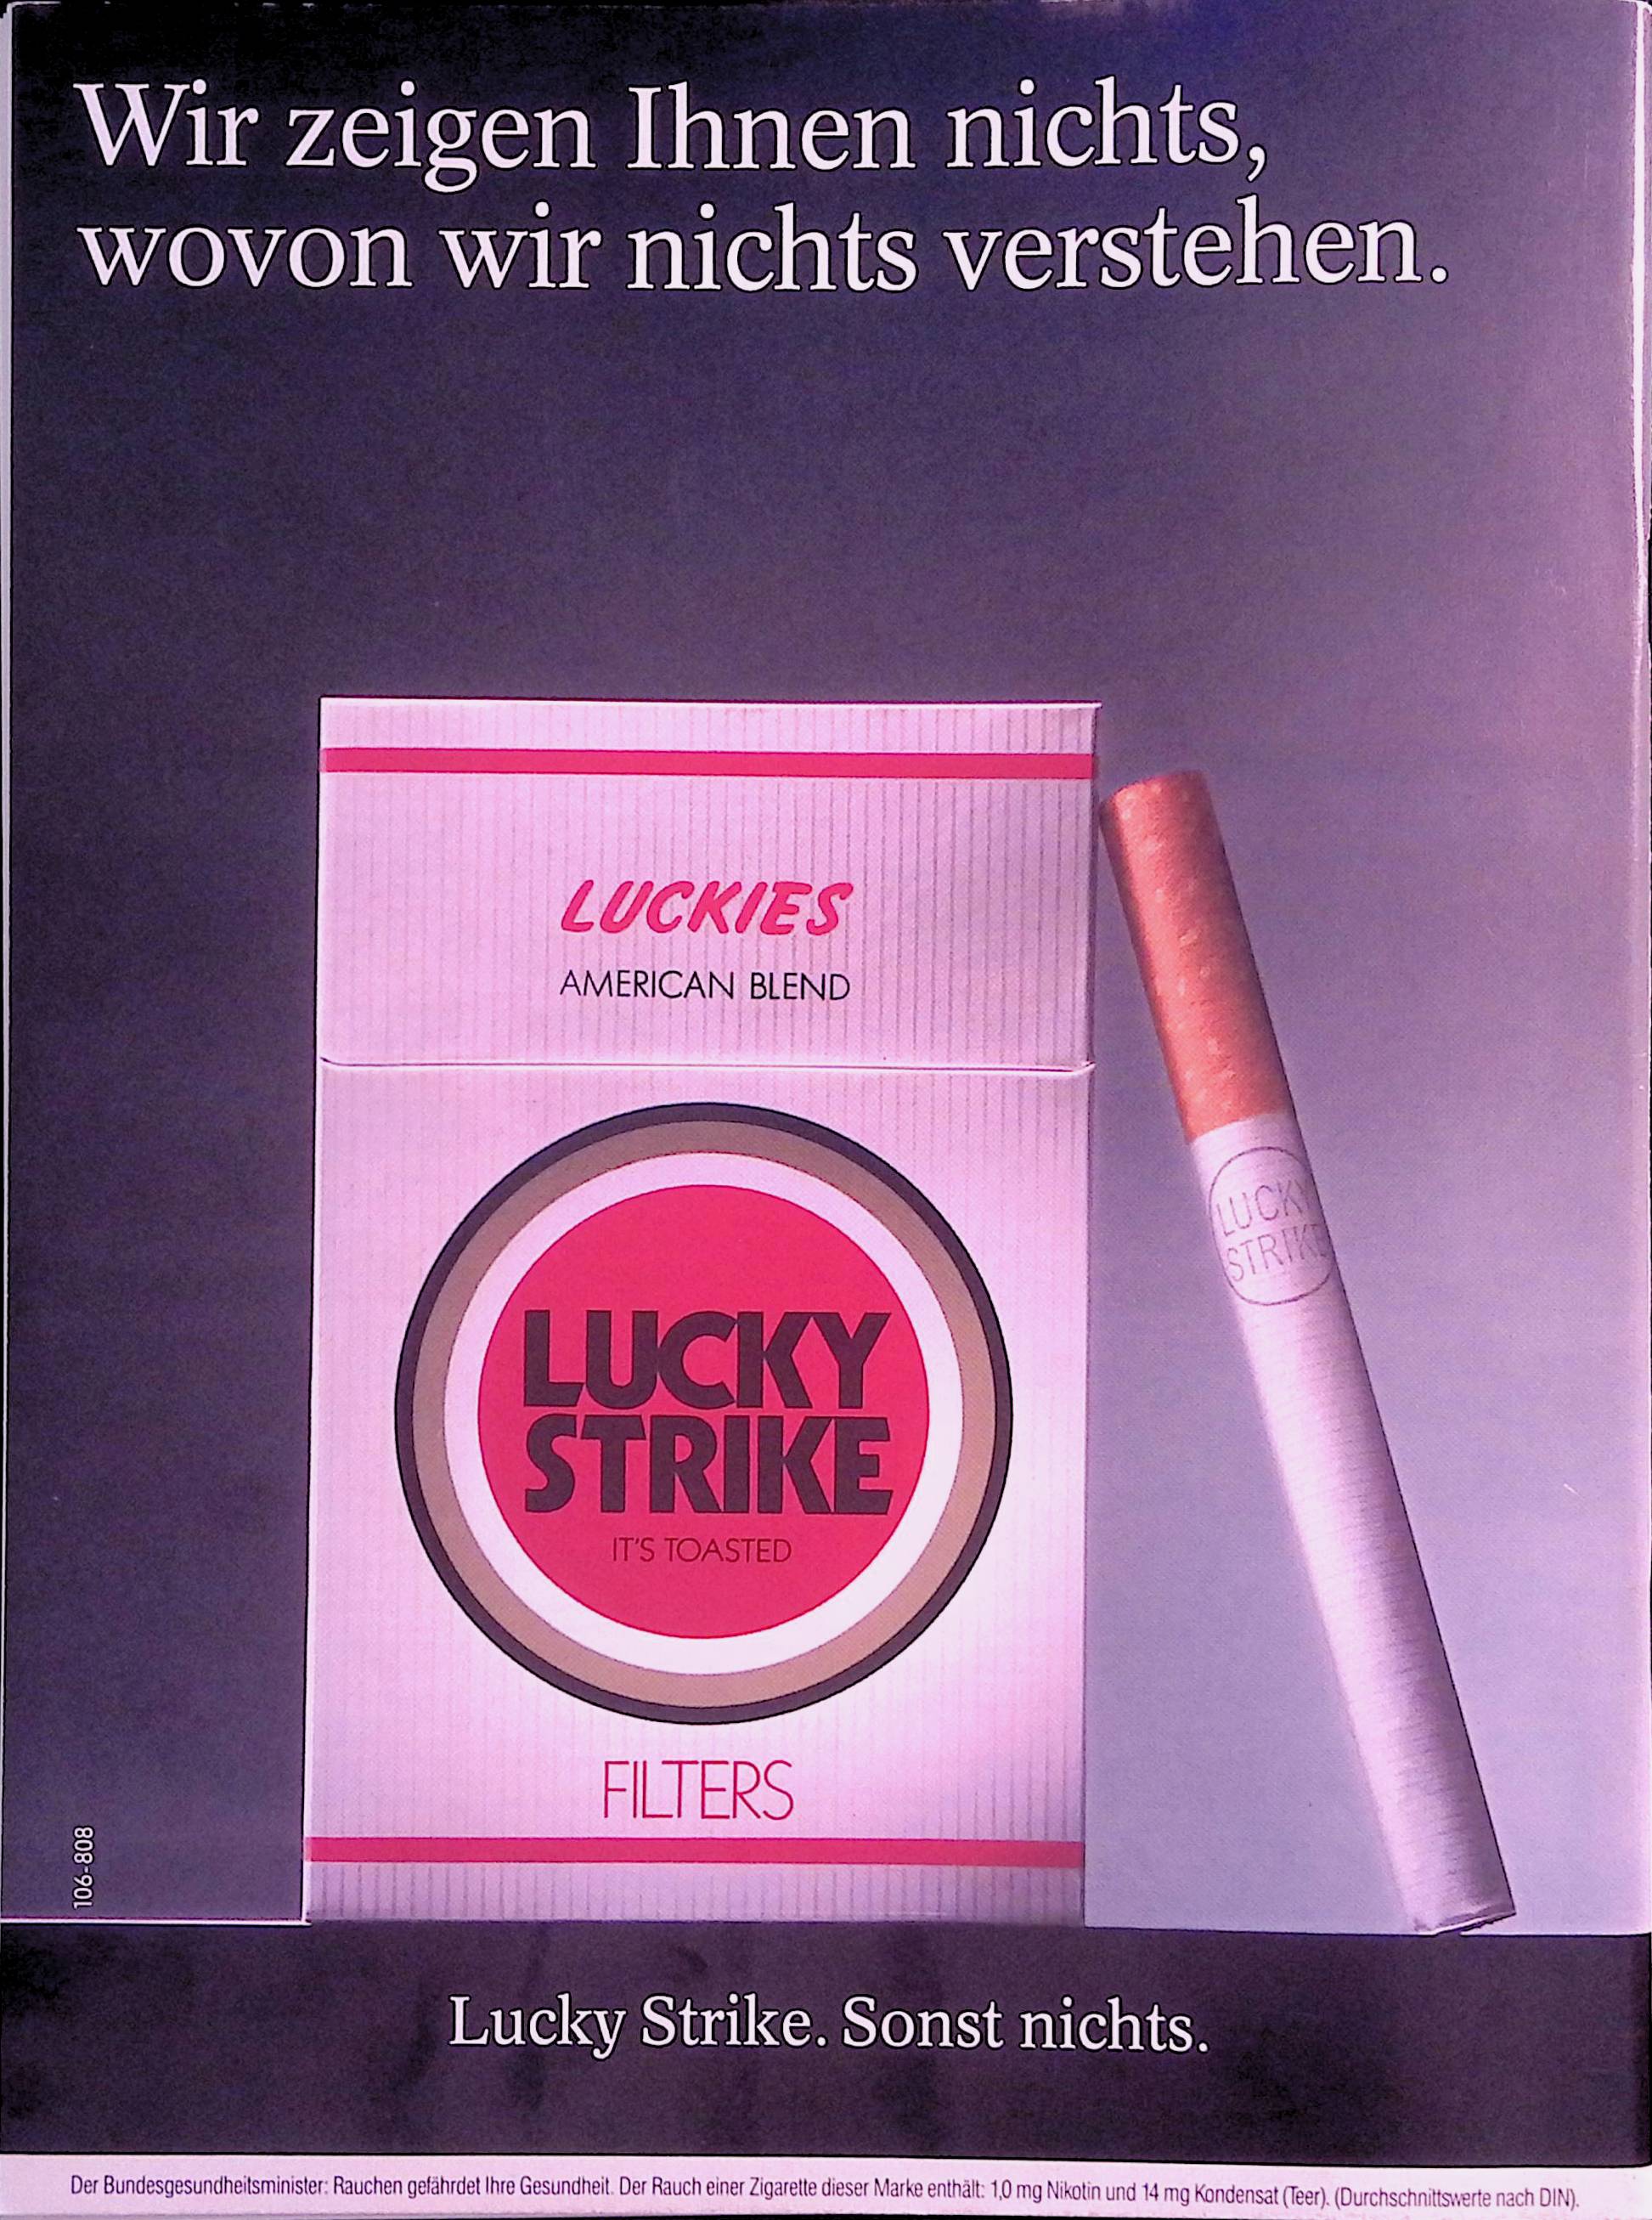 Wir zeigen Ihnen nichts,
wovon wir nichts verstehen.
LUCKIES
AMERICAN BLEND
LUCKY
STRIKE
LUCKY
STRIKE
IT'S TOASTED
FILTERS
106-808
Lucky Strike. Sonst nichts.
Der Bundesgesundheitsminister: Rauchen gefährdet Ihre Gesundheit. Der Rauch einer Zigarette dieser Marke enthält: 1,0 mg Nikotin und 14 mg Kondensat (Teer). (Durchschnittswerte nach DIN).